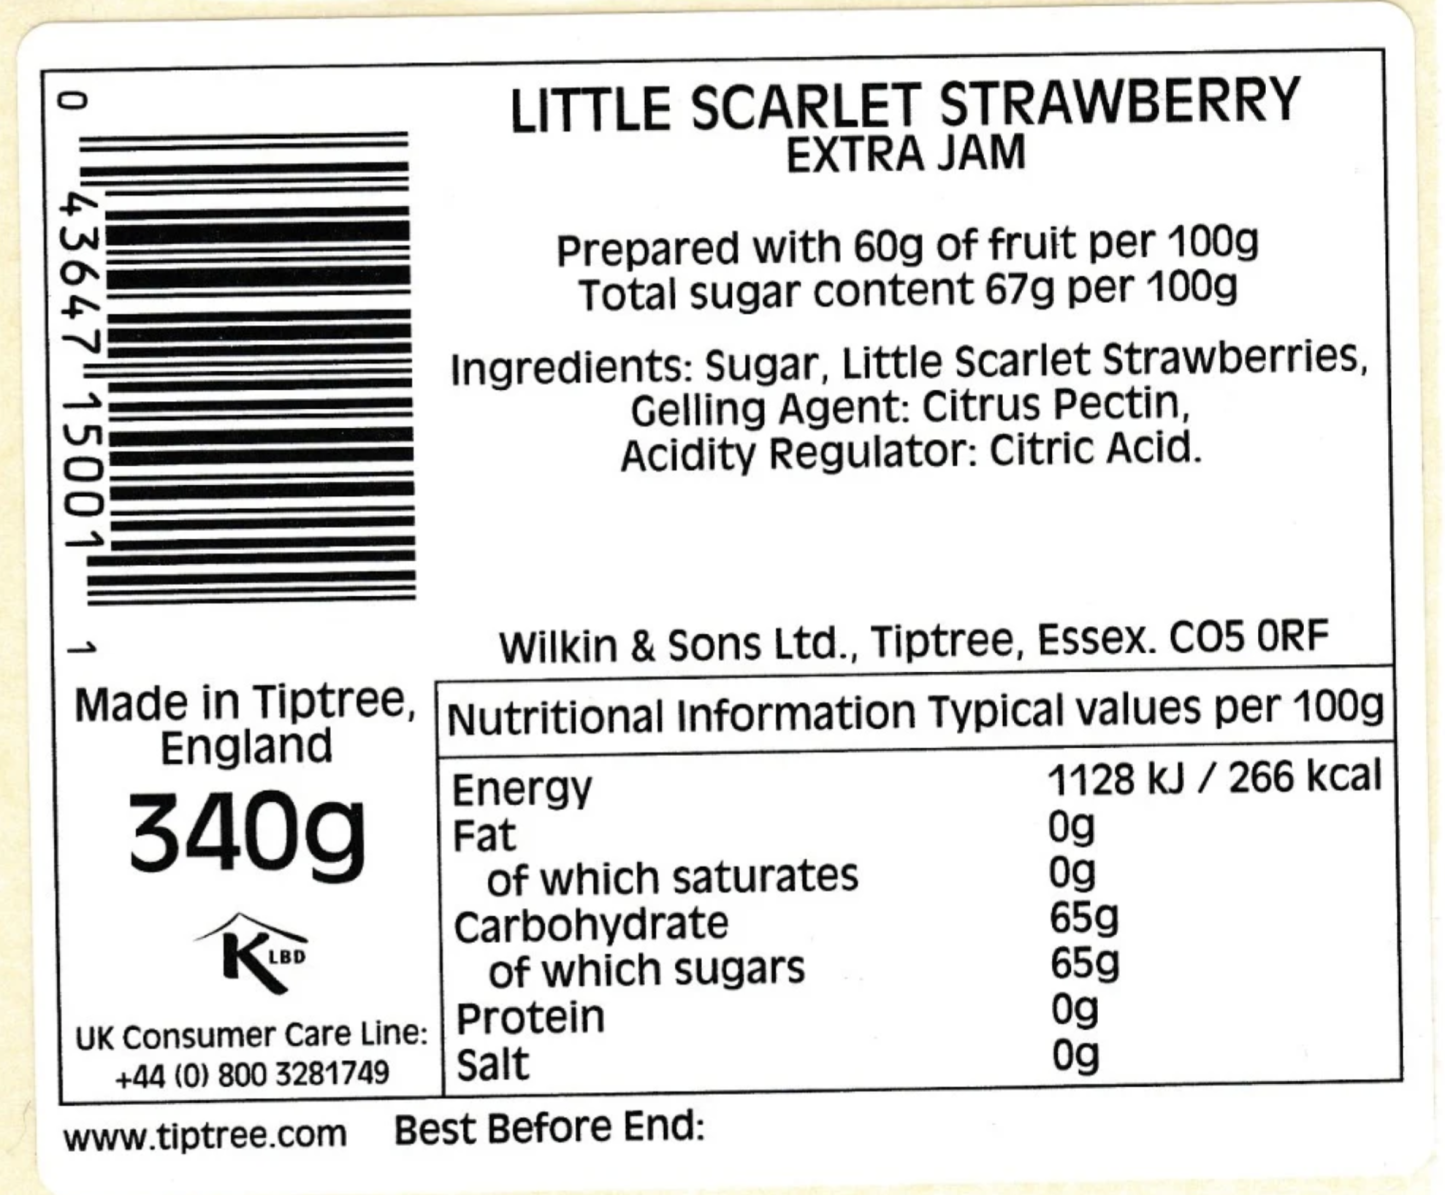 LITTLE SCARLET STRAWBERRY
EXTRA JAM
Prepared with 60g of fruit per 100g
Total sugar content 67g per 100g
Ingredients: Sugar, Little Scarlet Strawberries,
Gelling Agent: Citrus Pectin,
Acidity Regulator: Citric Acid.
Wilkin & Sons Ltd., Tiptree, Essex. CO5 0RF
0 43647 15001 1
Made in Tiptree,
England
340g
K LBD
UK Consumer Care Line:
+44 (0) 800 3281749
Nutritional Information Typical values per 100g
Energy 1128 kJ / 266 kcal
Fat 0g
of which saturates 0g
Carbohydrate 65g
of which sugars 65g
Protein 0g
Salt 0g
www.tiptree.com Best Before End: